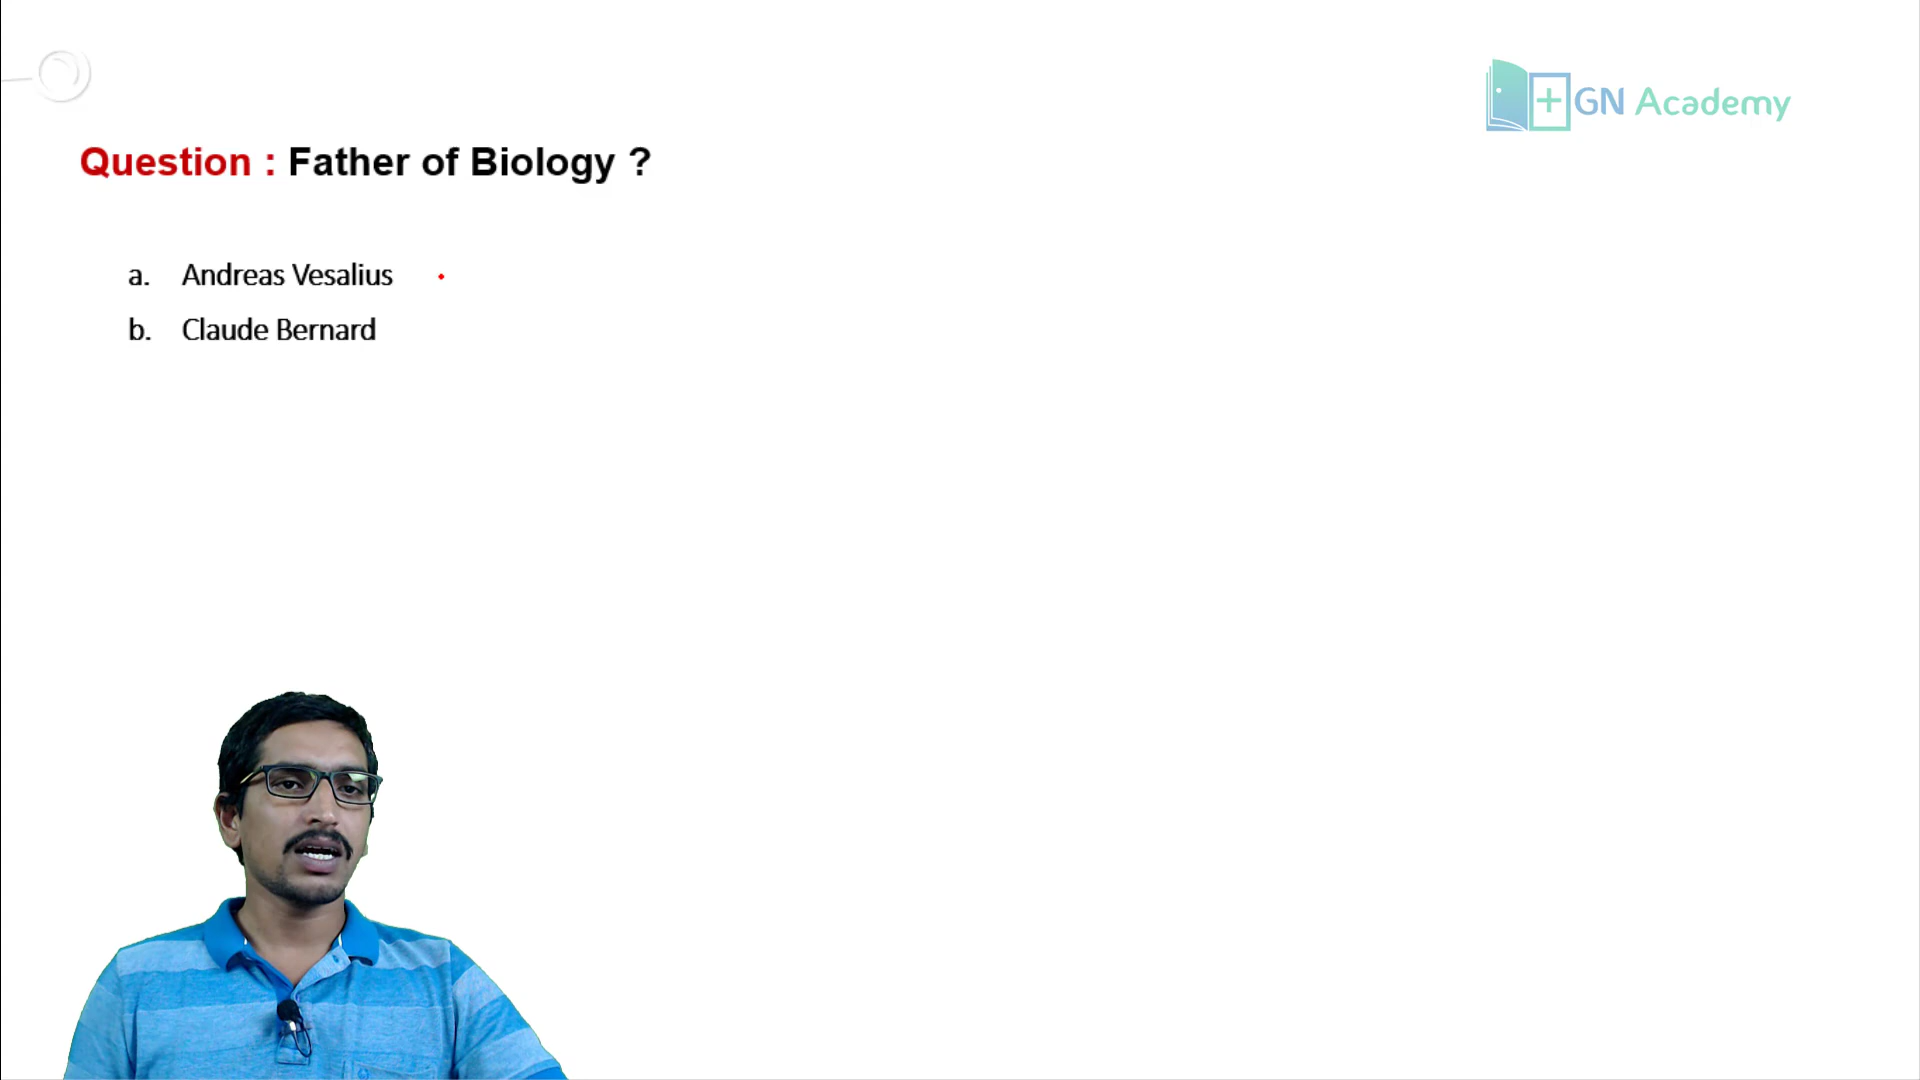 GN Academy
Question : Father of Biology ?
a. Andreas Vesalius
b. Claude Bernard